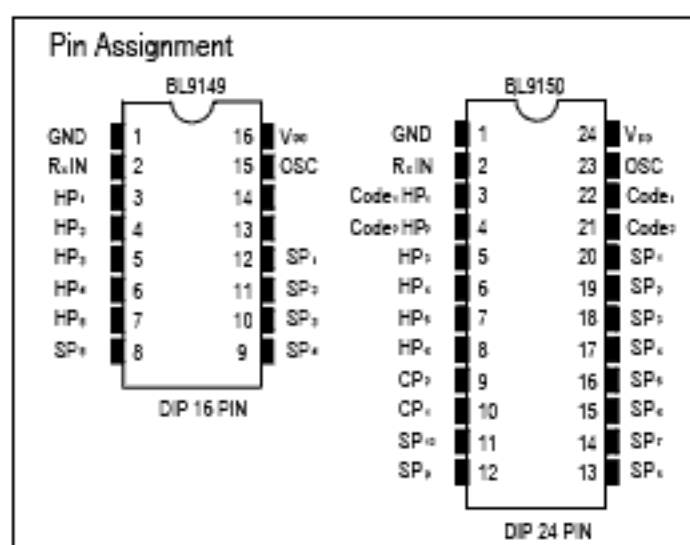 Pin Assignment
BL9149
GND 1 16 VDD
RxIN 2 15 OSC
HP1 3 14
HP2 4 13
HP3 5 12 SP1
HP4 6 11 SP2
HP5 7 10 SP3
SP5 8 9 SP4
DIP 16 PIN
BL9150
GND 1 24 VDD
RxIN 2 23 OSC
Code1 HP1 3 22 Code1
Code2 HP2 4 21 Code2
HP3 5 20 SP1
HP4 6 19 SP2
HP5 7 18 SP3
HP6 8 17 SP4
CP2 9 16 SP5
CP1 10 15 SP6
SP10 11 14 SP7
SP9 12 13 SP8
DIP 24 PIN